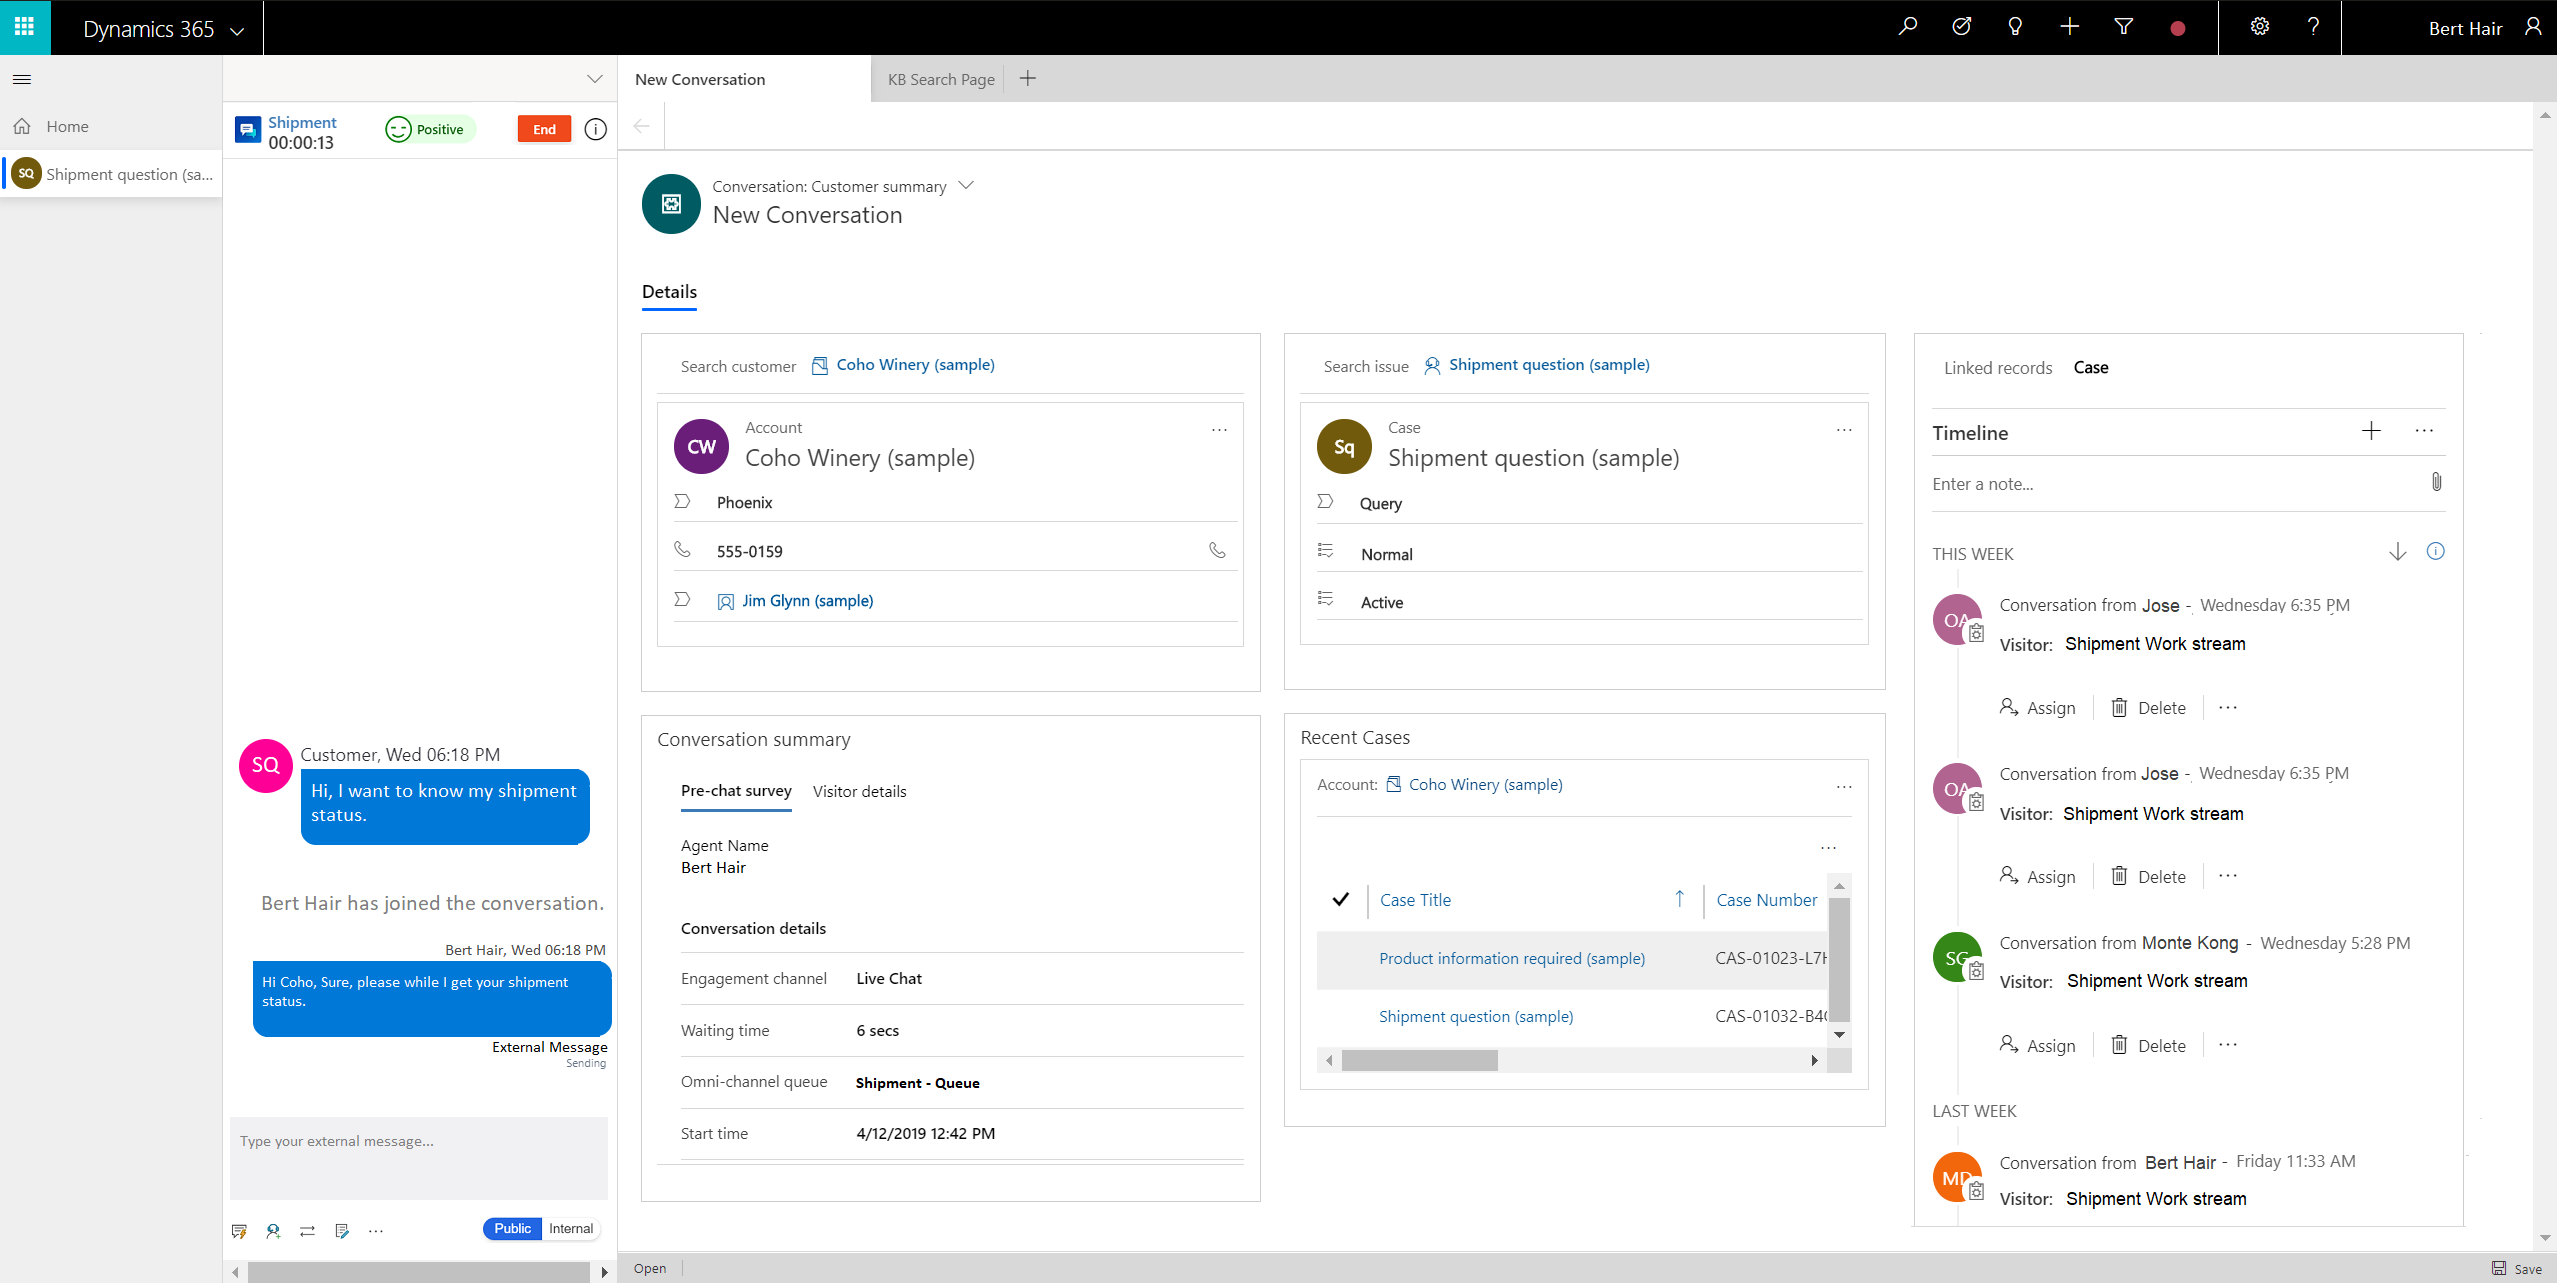 Dynamics 365
Bert Hair
Home
SQ Shipment question (sa...
Shipment
00:00:13
Positive
End
SQ
Customer, Wed 06:18 PM
Hi, I want to know my shipment
status.
Bert Hair has joined the conversation.
Bert Hair, Wed 06:18 PM
Hi Coho, Sure, please while I get your shipment
status.
External Message
Sending
Type your external message...
Public Internal
New Conversation
KB Search Page
Conversation: Customer summary
New Conversation
Details
Search customer Coho Winery (sample)
CW
Account
Coho Winery (sample)
Phoenix
555-0159
Jim Glynn (sample)
Conversation summary
Pre-chat survey Visitor details
Agent Name
Bert Hair
Conversation details
Engagement channel Live Chat
Waiting time 6 secs
Omni-channel queue Shipment - Queue
Start time 4/12/2019 12:42 PM
Search issue Shipment question (sample)
Sq
Case
Shipment question (sample)
Query
Normal
Active
Recent Cases
Account: Coho Winery (sample)
Case Title Case Number
Product information required (sample) CAS-01023-L7
Shipment question (sample) CAS-01032-B4
Linked records Case
Timeline
Enter a note...
THIS WEEK
OA
Conversation from Jose - Wednesday 6:35 PM
Visitor: Shipment Work stream
Assign Delete
OA
Conversation from Jose - Wednesday 6:35 PM
Visitor: Shipment Work stream
Assign Delete
SG
Conversation from Monte Kong - Wednesday 5:28 PM
Visitor: Shipment Work stream
Assign Delete
LAST WEEK
MD
Conversation from Bert Hair - Friday 11:33 AM
Visitor: Shipment Work stream
Open
Save